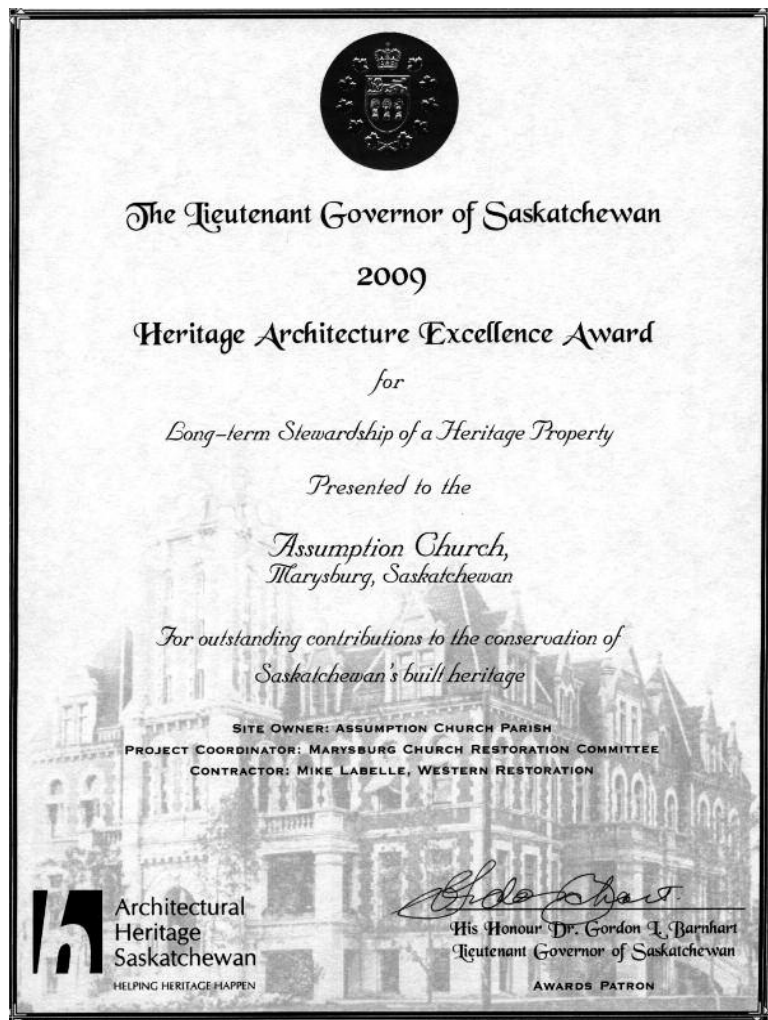 The Lieutenant Governor of Saskatchewan
2009
Heritage Architecture Excellence Award
for
Long-term Stewardship of a Heritage Property
Presented to the
Assumption Church,
Marysburg, Saskatchewan
For outstanding contributions to the conservation of
Saskatchewan's built heritage
SITE OWNER: ASSUMPTION CHURCH PARISH
PROJECT COORDINATOR: MARYSBURG CHURCH RESTORATION COMMITTEE
CONTRACTOR: MIKE LABELLE, WESTERN RESTORATION
h
Architectural
Heritage
Saskatchewan
HELPING HERITAGE HAPPEN
His Honour Dr. Gordon L. Barnhart
Lieutenant Governor of Saskatchewan
AWARDS PATRON